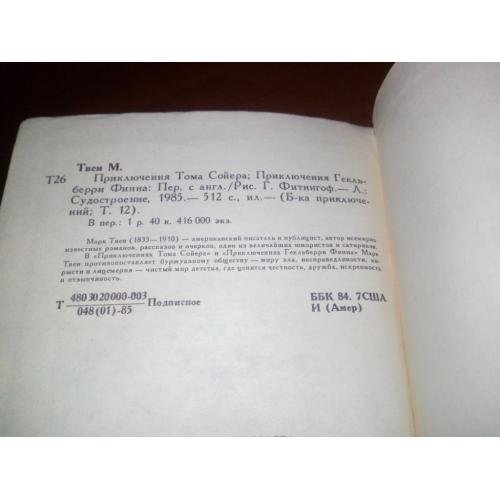 Твен М.
Т26 Приключения Тома Сойера; Приключения Гекль-
берри Финна: Пер. с англ./Рис. Г. Фитингоф.— Л.:
Судостроение, 1985.— 512 с., ил.— (Б-ка приключе-
ний; Т. 12).
В пер.: 1 р. 40 к. 416 000 экз.
Марк Твен (1835—1910) — американский писатель и публицист, автор всемирно
известных романов, рассказов и очерков, один из величайших юмористов и сатириков.
В «Приключениях Тома Сойера» и «Приключениях Гекльберри Финна» Марк
Твен противопоставляет буржуазному обществу — миру зла, несправедливости, ко-
рысти и лицемерия — чистый мир детства, где ценятся честность, дружба, искренность
и отзывчивость.
Т 4803020000-003 Подписное
048 (01)-85
ББК 84. 7США
И (Амер)